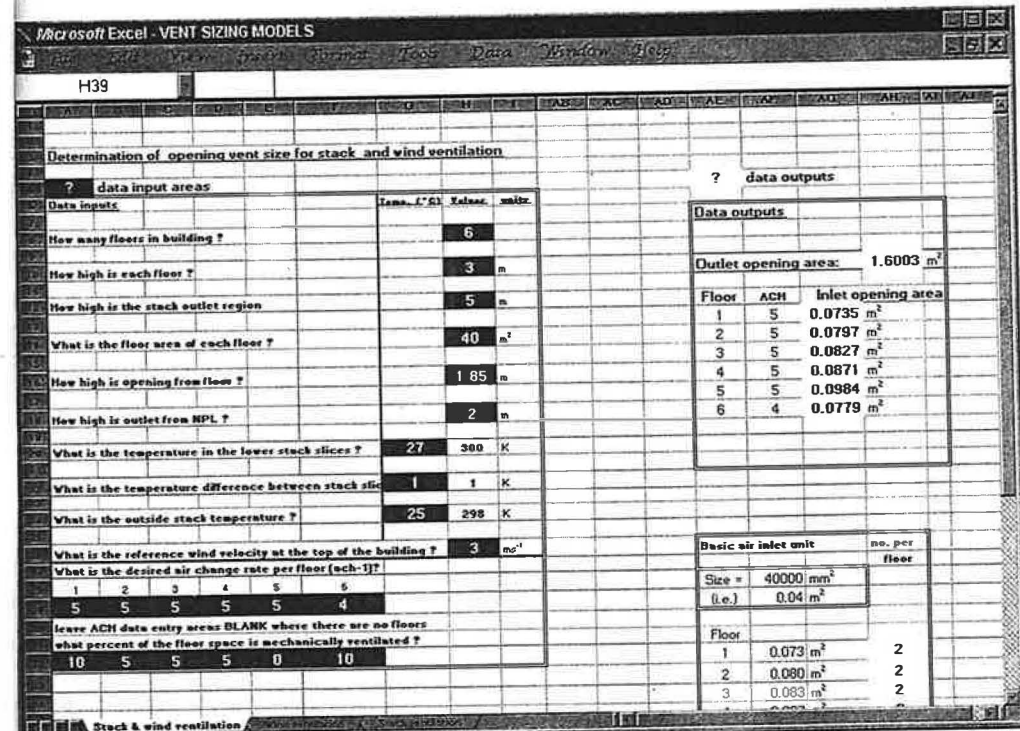 Microsoft Excel - VENT SIZING MODELS
File Edit View Insert Format Tools Data Window Help
H39
Determination of opening vent size for stack and wind ventilation
? data input areas
Data inputs Temp. (°C) Values units
How many floors in building ? 6
How high is each floor ? 3 m
How high is the stack outlet region 5 m
What is the floor area of each floor ? 40 m²
How high is opening from floor ? 1 85 m
How high is outlet from NPL ? 2 m
What is the temperature in the lower stack slices ? 27 300 K
What is the temperature difference between stack slic 1 1 K
What is the outside stack temperature ? 25 298 K
What is the reference wind velocity at the top of the building ? 3 ms⁻¹
What is the desired air change rate per floor (ach-1)?
1 2 3 4 5 6
5 5 5 5 5 4
leave ACH data entry areas BLANK where there are no floors
what percent of the floor space is mechanically ventilated ?
10 5 5 5 0 10
Stack & wind ventilation
? data outputs
Data outputs
Outlet opening area: 1.6003 m²
Floor ACH Inlet opening area
1 5 0.0735 m²
2 5 0.0797 m²
3 5 0.0827 m²
4 5 0.0871 m²
5 5 0.0984 m²
6 4 0.0779 m²
Basic air inlet unit no. per
floor
Size = 40000 mm²
(i.e.) 0.04 m²
Floor
1 0.073 m² 2
2 0.080 m² 2
3 0.083 m² 2